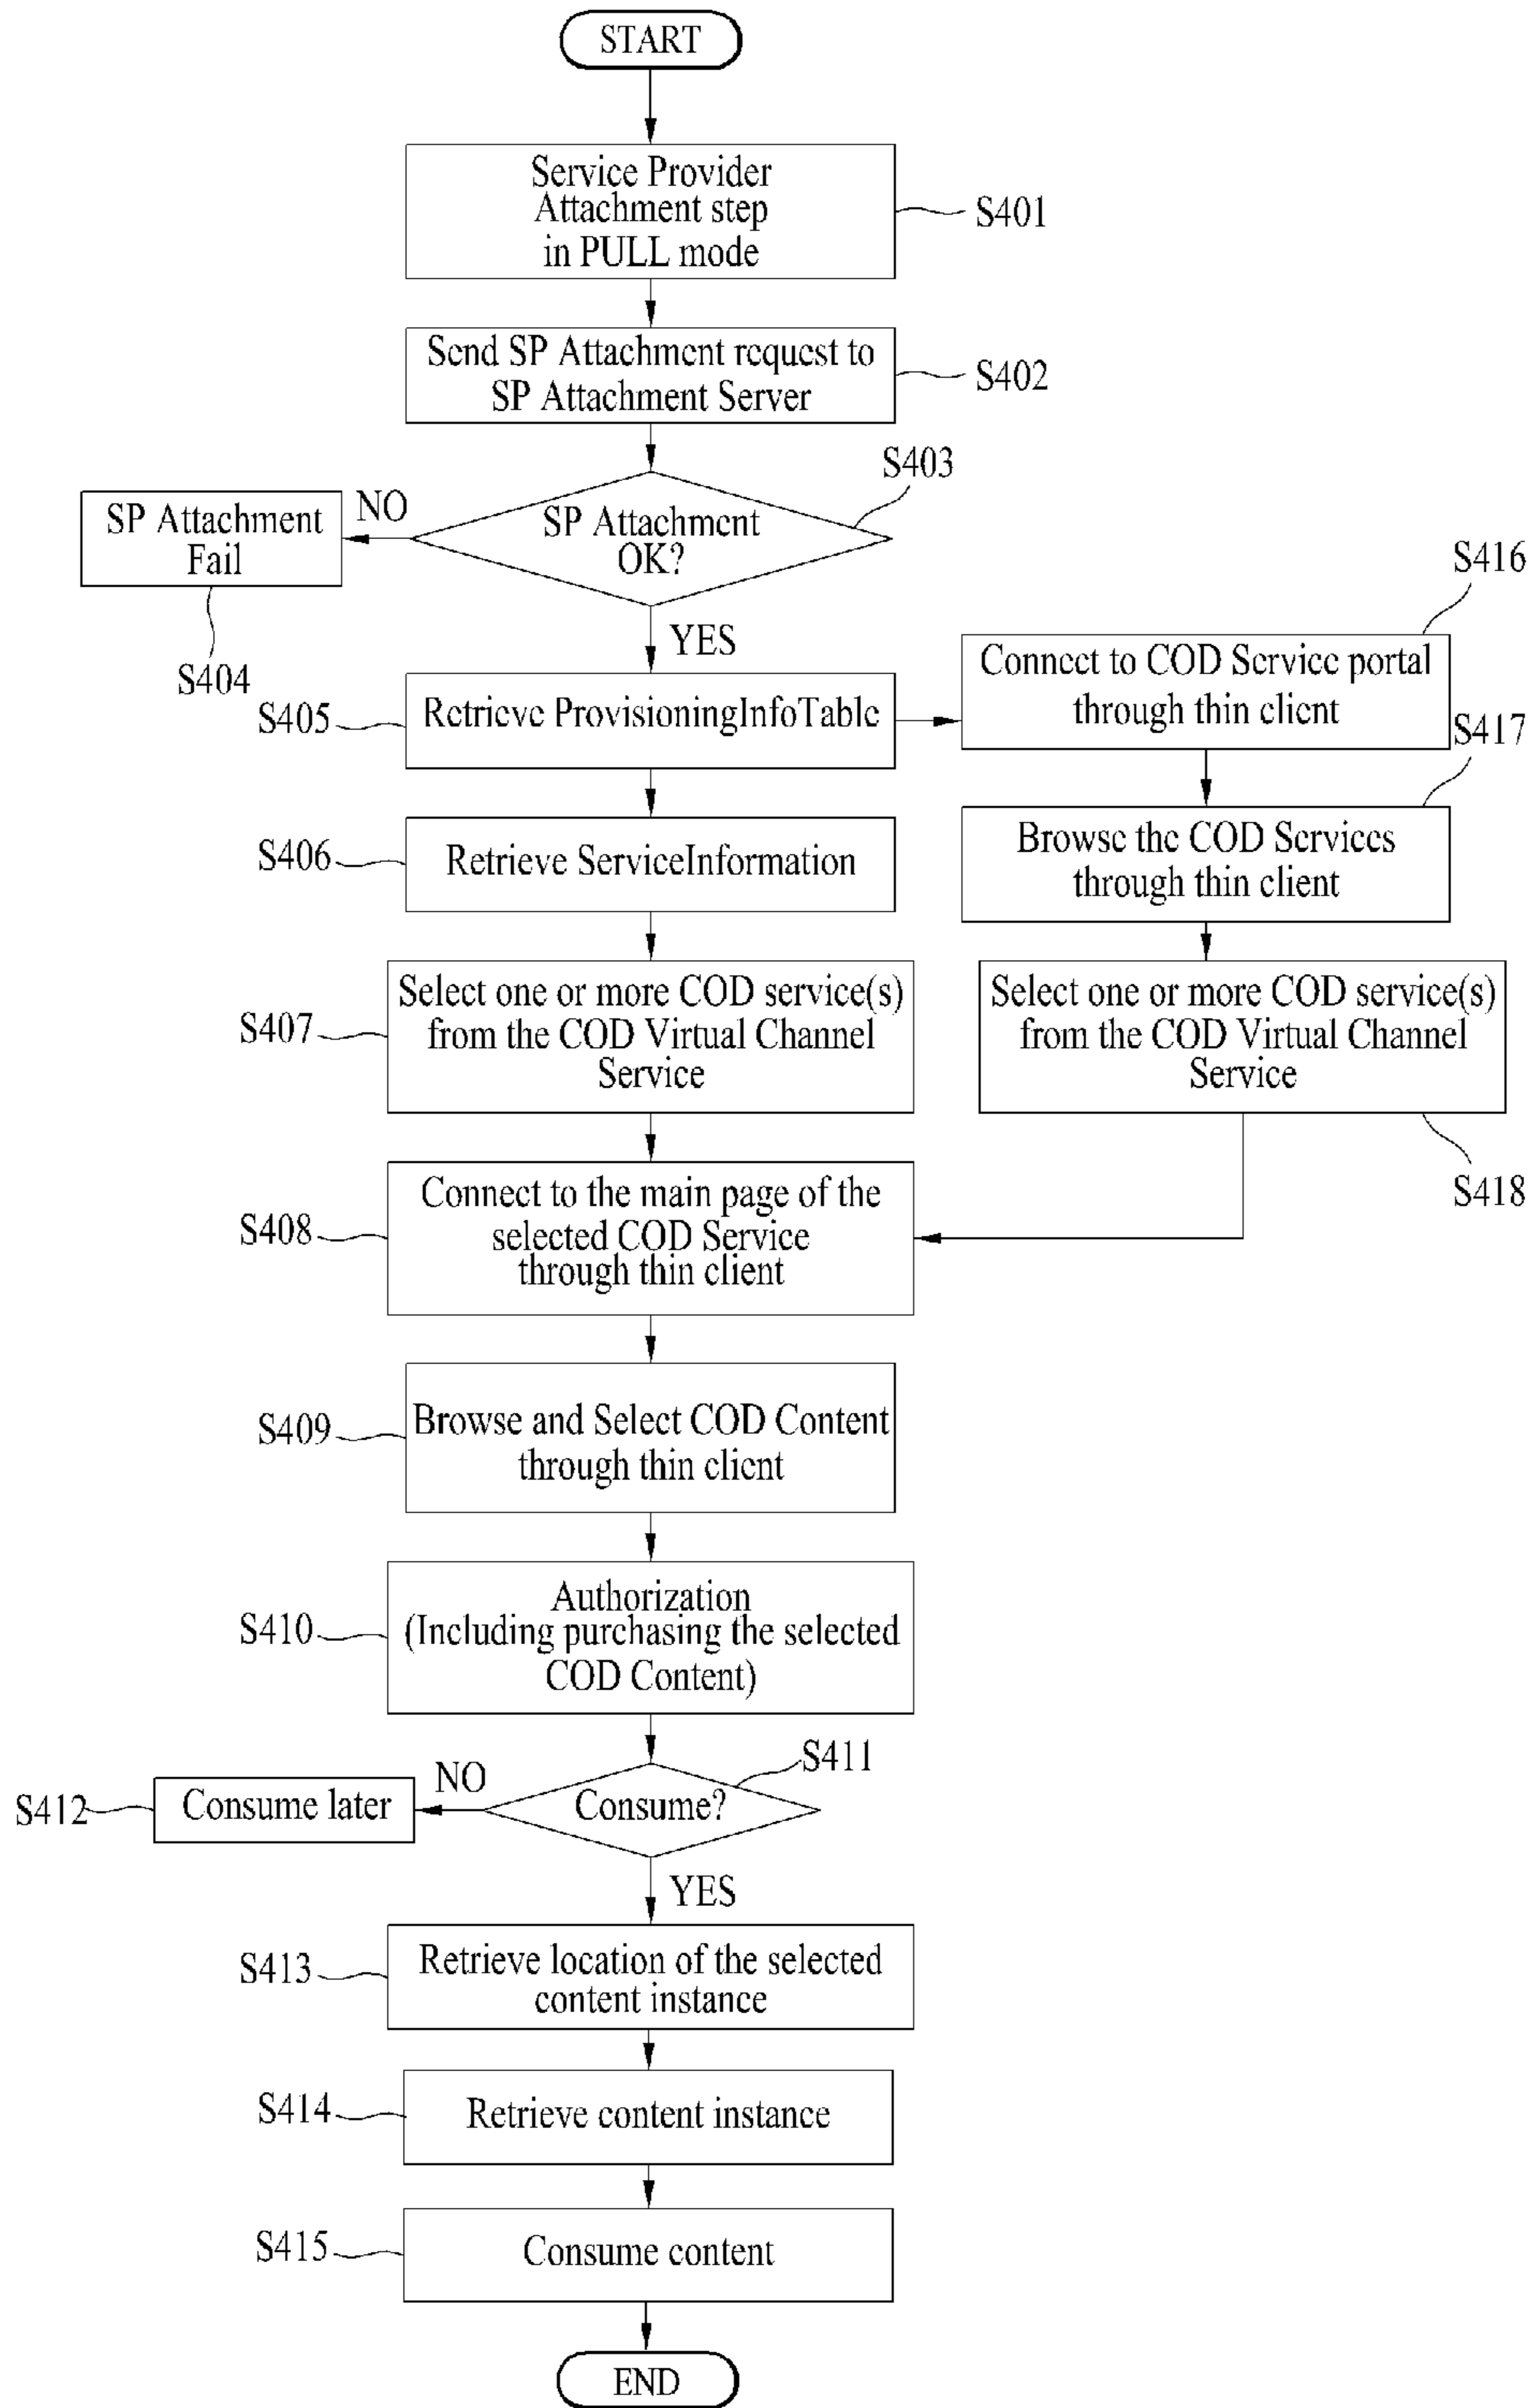 START
Service Provider
Attachment step
in PULL mode
S401
Send SP Attachment request to
SP Attachment Server
S402
S403
SP Attachment
OK?
NO
SP Attachment
Fail
S404
YES
S405
Retrieve ProvisioningInfoTable
S416
Connect to COD Service portal
through thin client
S417
S406
Retrieve ServiceInformation
Browse the COD Services
through thin client
S407
Select one or more COD service(s)
from the COD Virtual Channel
Service
Select one or more COD service(s)
from the COD Virtual Channel
Service
S418
S408
Connect to the main page of the
selected COD Service
through thin client
S409
Browse and Select COD Content
through thin client
S410
Authorization
(Including purchasing the selected
COD Content)
S411
Consume?
NO
S412
Consume later
YES
S413
Retrieve location of the selected
content instance
S414
Retrieve content instance
S415
Consume content
END